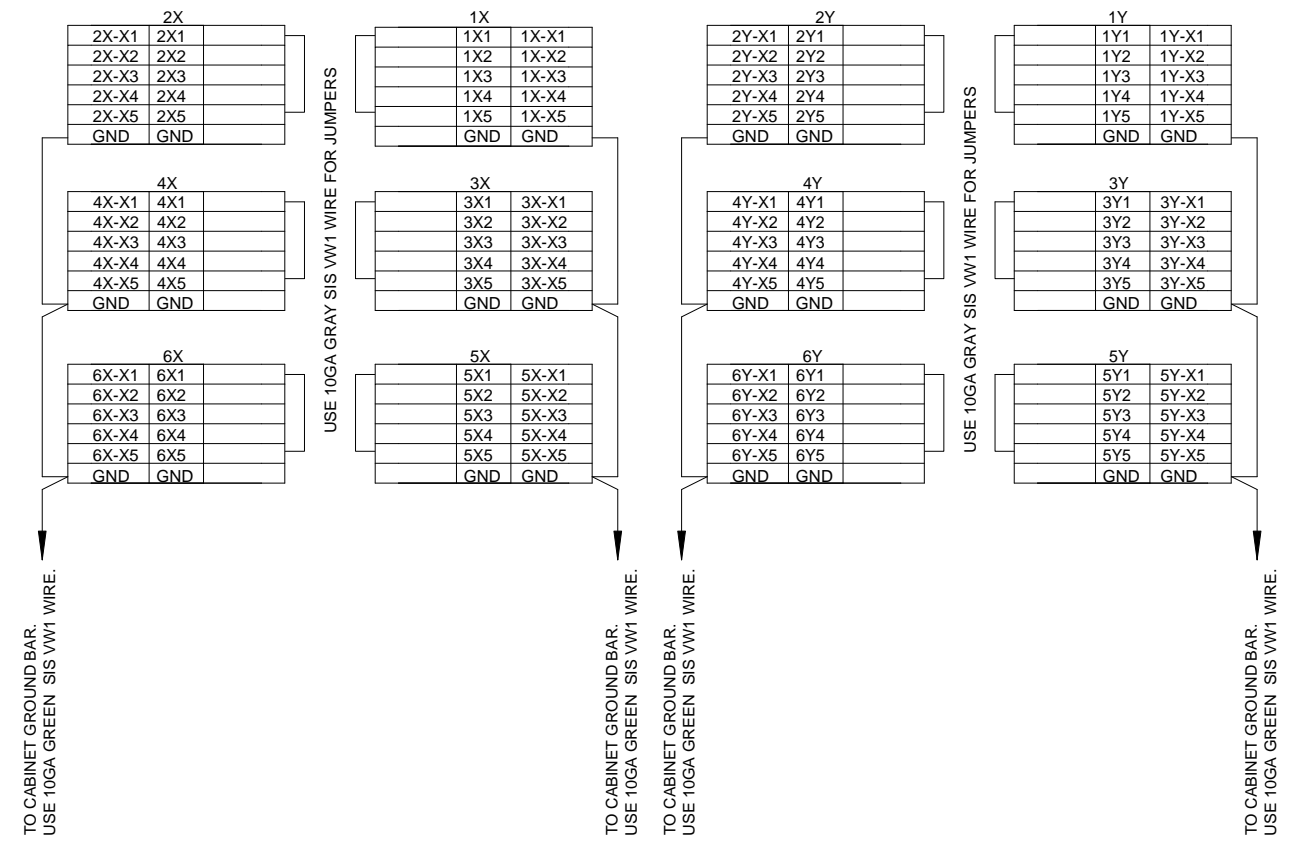 2X
2X-X1 2X1
2X-X2 2X2
2X-X3 2X3
2X-X4 2X4
2X-X5 2X5
GND GND
4X
4X-X1 4X1
4X-X2 4X2
4X-X3 4X3
4X-X4 4X4
4X-X5 4X5
GND GND
6X
6X-X1 6X1
6X-X2 6X2
6X-X3 6X3
6X-X4 6X4
6X-X5 6X5
GND GND
TO CABINET GROUND BAR.
USE 10GA GREEN SIS VW1 WIRE.
USE 10GA GRAY SIS VW1 WIRE FOR JUMPERS
1X
1X1 1X-X1
1X2 1X-X2
1X3 1X-X3
1X4 1X-X4
1X5 1X-X5
GND GND
3X
3X1 3X-X1
3X2 3X-X2
3X3 3X-X3
3X4 3X-X4
3X5 3X-X5
GND GND
5X
5X1 5X-X1
5X2 5X-X2
5X3 5X-X3
5X4 5X-X4
5X5 5X-X5
GND GND
TO CABINET GROUND BAR.
USE 10GA GREEN SIS VW1 WIRE.
2Y
2Y-X1 2Y1
2Y-X2 2Y2
2Y-X3 2Y3
2Y-X4 2Y4
2Y-X5 2Y5
GND GND
4Y
4Y-X1 4Y1
4Y-X2 4Y2
4Y-X3 4Y3
4Y-X4 4Y4
4Y-X5 4Y5
GND GND
6Y
6Y-X1 6Y1
6Y-X2 6Y2
6Y-X3 6Y3
6Y-X4 6Y4
6Y-X5 6Y5
GND GND
TO CABINET GROUND BAR.
USE 10GA GREEN SIS VW1 WIRE.
USE 10GA GRAY SIS VW1 WIRE FOR JUMPERS
1Y
1Y1 1Y-X1
1Y2 1Y-X2
1Y3 1Y-X3
1Y4 1Y-X4
1Y5 1Y-X5
GND GND
3Y
3Y1 3Y-X1
3Y2 3Y-X2
3Y3 3Y-X3
3Y4 3Y-X4
3Y5 3Y-X5
GND GND
5Y
5Y1 5Y-X1
5Y2 5Y-X2
5Y3 5Y-X3
5Y4 5Y-X4
5Y5 5Y-X5
GND GND
TO CABINET GROUND BAR.
USE 10GA GREEN SIS VW1 WIRE.